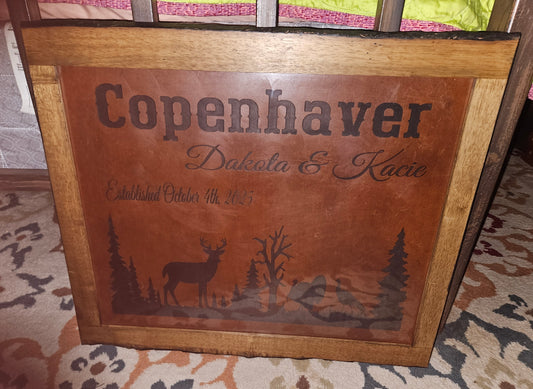 Copenhaver
Dakota & Kacie
Established October 4th, 2025